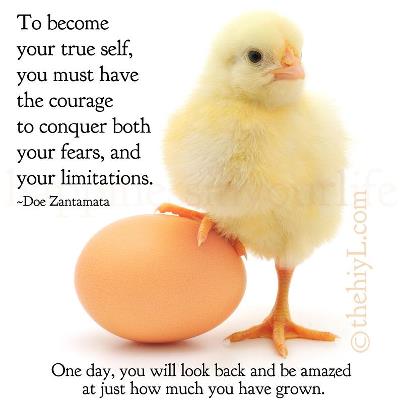 To become
your true self,
you must have
the courage
to conquer both
your fears, and
your limitations.
~Doe Zantamata
happinessinyourlife
©thehiyL.com
One day, you will look back and be amazed
at just how much you have grown.